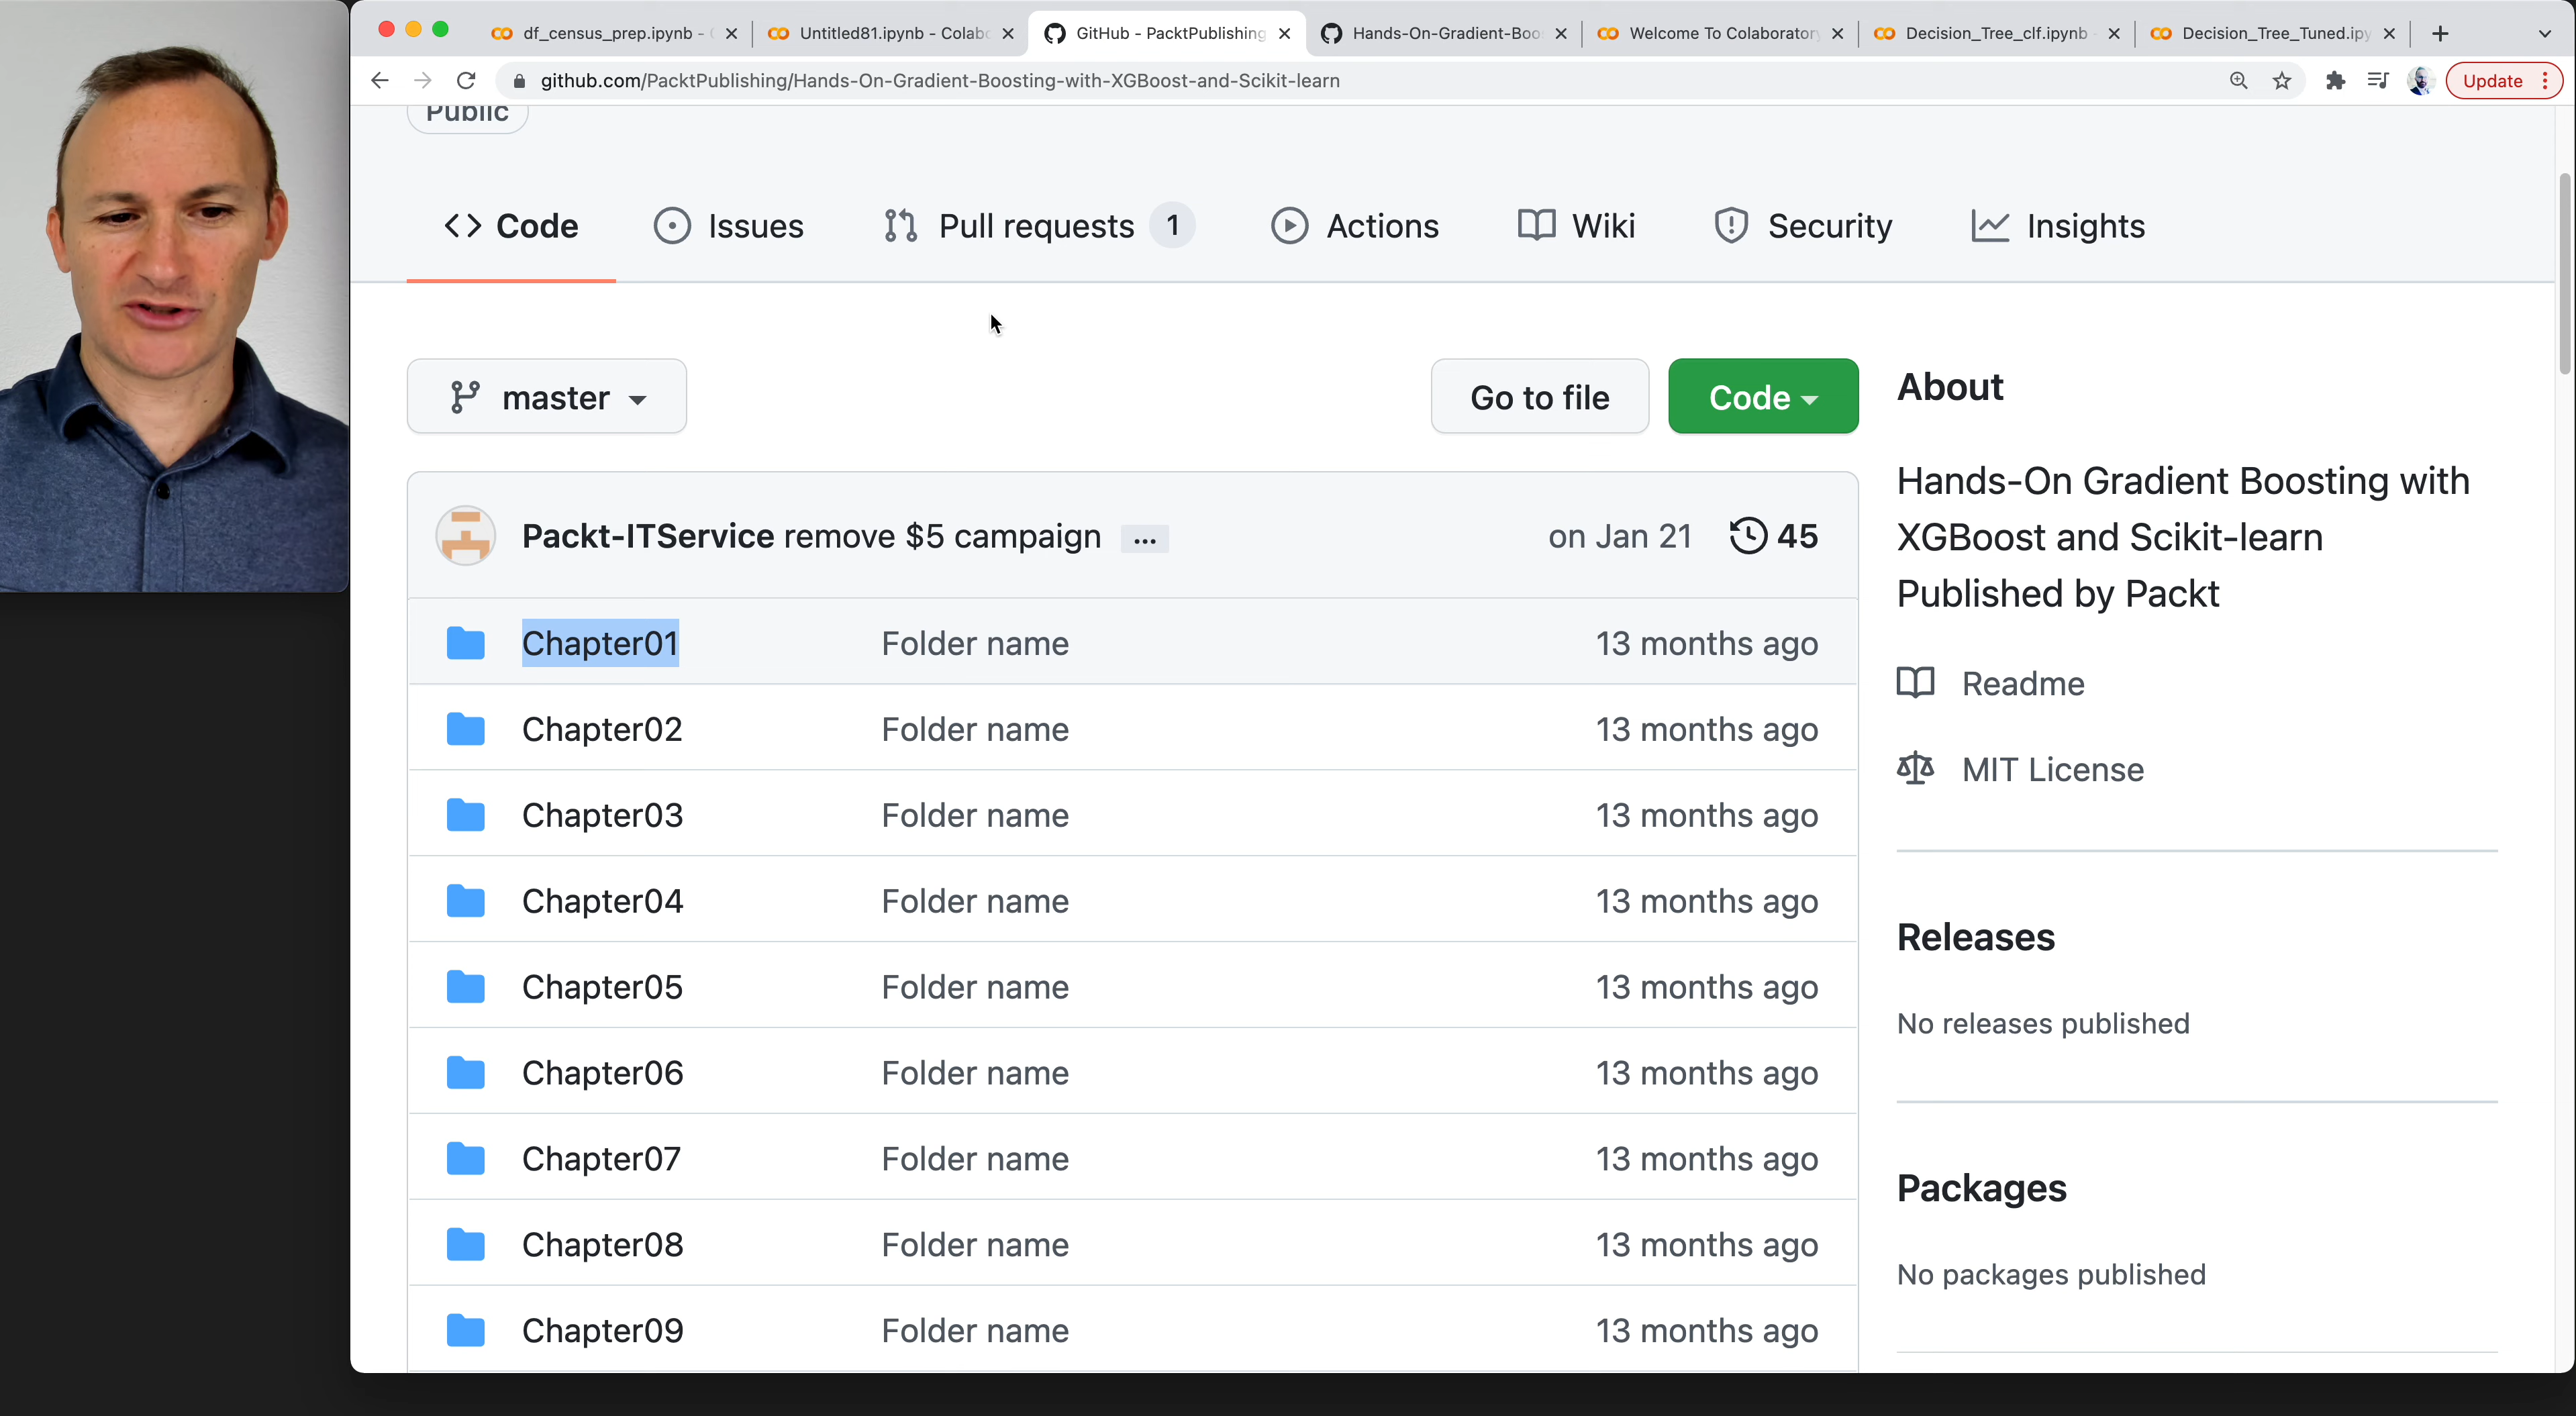 df_census_prep.ipynb -
Untitled81.ipynb - Colab
GitHub - PacktPublishing
Hands-On-Gradient-Boo
Welcome To Colaboratory
Decision_Tree_clf.ipynb
Decision_Tree_Tuned.ipy
github.com/PacktPublishing/Hands-On-Gradient-Boosting-with-XGBoost-and-Scikit-learn
Update
Public
Code
Issues
Pull requests 1
Actions
Wiki
Security
Insights
master
Go to file
Code
Packt-ITService remove $5 campaign ... on Jan 21 45
Chapter01 Folder name 13 months ago
Chapter02 Folder name 13 months ago
Chapter03 Folder name 13 months ago
Chapter04 Folder name 13 months ago
Chapter05 Folder name 13 months ago
Chapter06 Folder name 13 months ago
Chapter07 Folder name 13 months ago
Chapter08 Folder name 13 months ago
Chapter09 Folder name 13 months ago
About
Hands-On Gradient Boosting with
XGBoost and Scikit-learn
Published by Packt
Readme
MIT License
Releases
No releases published
Packages
No packages published